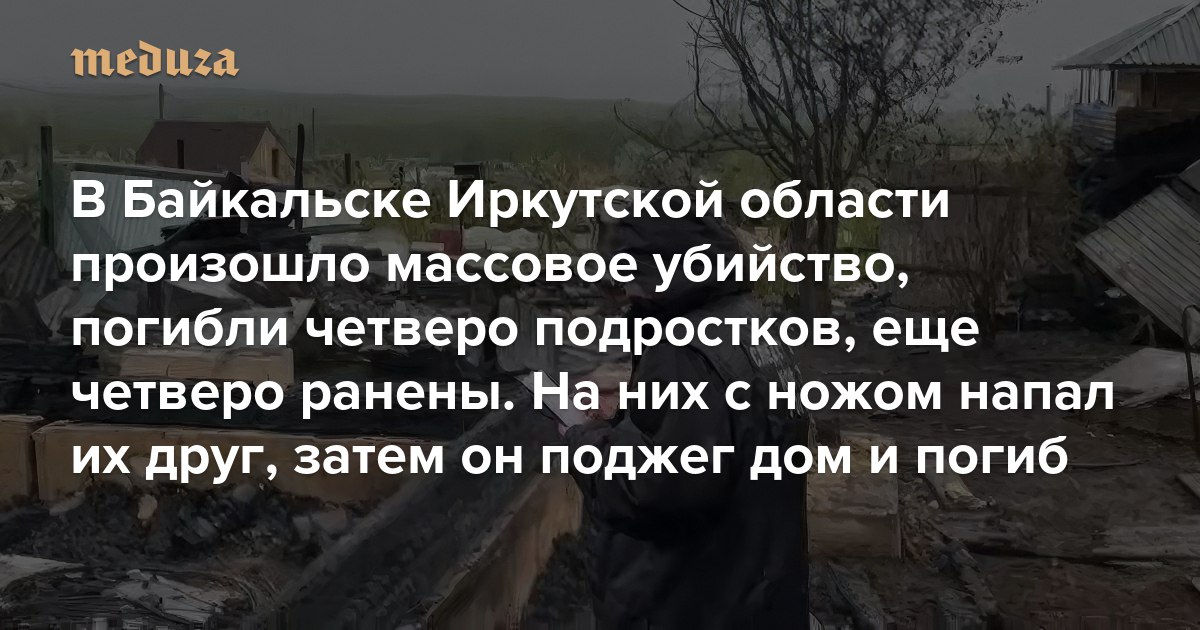 meduza
В Байкальске Иркутской области
произошло массовое убийство,
погибли четверо подростков, еще
четверо ранены. На них с ножом напал
их друг, затем он поджег дом и погиб